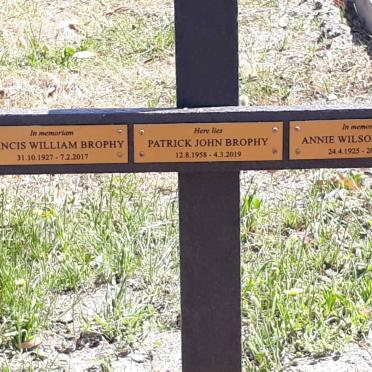 In memoriam
NCIS WILLIAM BROPHY
31.10.1927 - 7.2.2017
Here lies
PATRICK JOHN BROPHY
12.8.1958 - 4.3.2019
In memor
ANNIE WILSO
24.4.1925 - 2